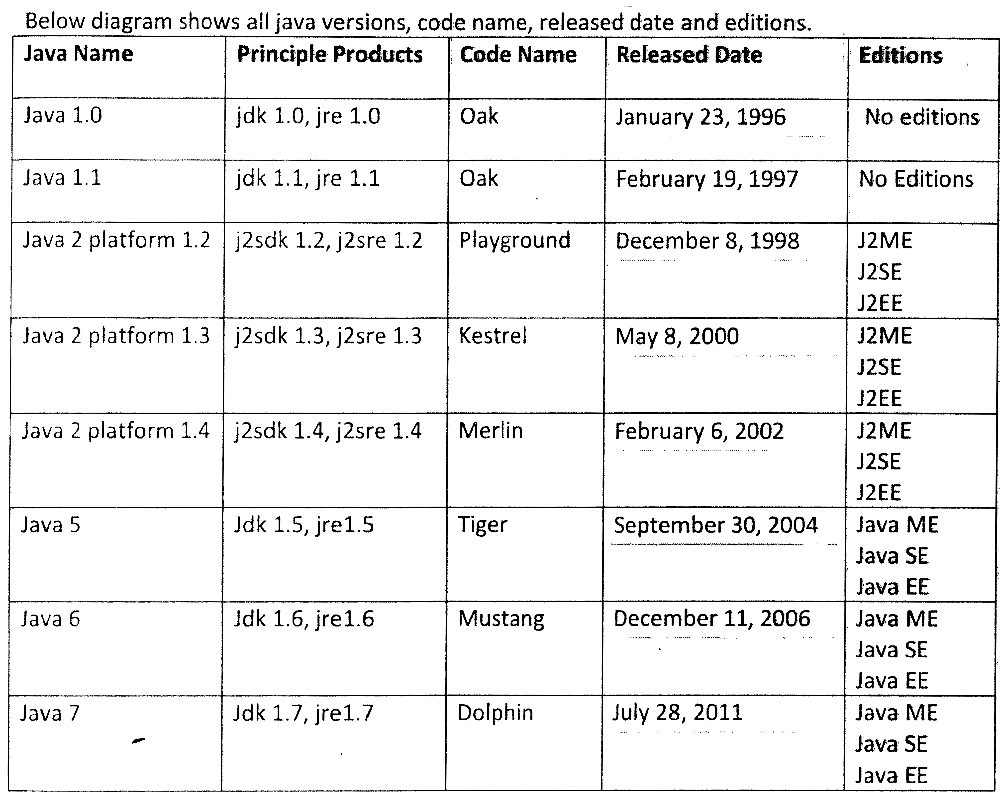 Below diagram shows all java versions, code name, released date and editions.
Java Name Principle Products Code Name Released Date Editions
Java 1.0 jdk 1.0, jre 1.0 Oak January 23, 1996 No editions
Java 1.1 jdk 1.1, jre 1.1 Oak February 19, 1997 No Editions
Java 2 platform 1.2 j2sdk 1.2, j2sre 1.2 Playground December 8, 1998 J2ME
J2SE
J2EE
Java 2 platform 1.3 j2sdk 1.3, j2sre 1.3 Kestrel May 8, 2000 J2ME
J2SE
J2EE
Java 2 platform 1.4 j2sdk 1.4, j2sre 1.4 Merlin February 6, 2002 J2ME
J2SE
J2EE
Java 5 Jdk 1.5, jre1.5 Tiger September 30, 2004 Java ME
Java SE
Java EE
Java 6 Jdk 1.6, jre1.6 Mustang December 11, 2006 Java ME
Java SE
Java EE
Java 7 Jdk 1.7, jre1.7 Dolphin July 28, 2011 Java ME
Java SE
Java EE